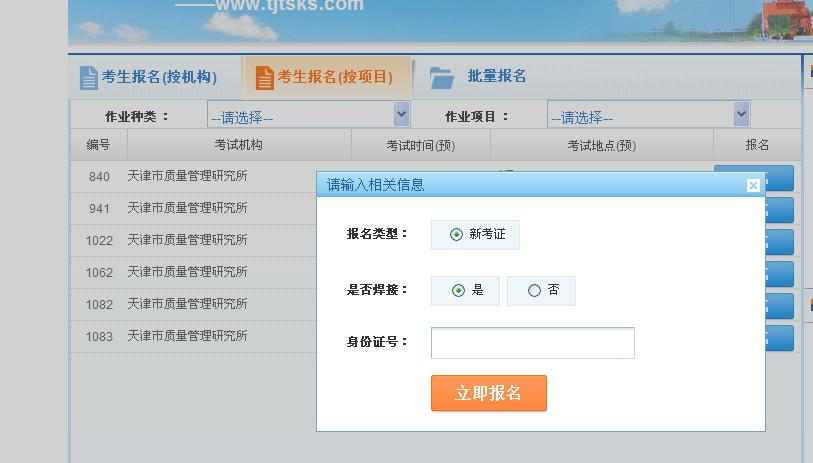 ——www.tjtsks.com
考生报名(按机构) 考生报名(按项目) 批量报名
作业种类： --请选择-- 作业项目： --请选择--
编号 考试机构 考试时间(预) 考试地点(预) 报名
840 天津市质量管理研究所
941 天津市质量管理研究所
1022 天津市质量管理研究所
1062 天津市质量管理研究所
1082 天津市质量管理研究所
1083 天津市质量管理研究所
请输入相关信息
报名类型： 新考证
是否焊接： 是 否
身份证号：
立即报名